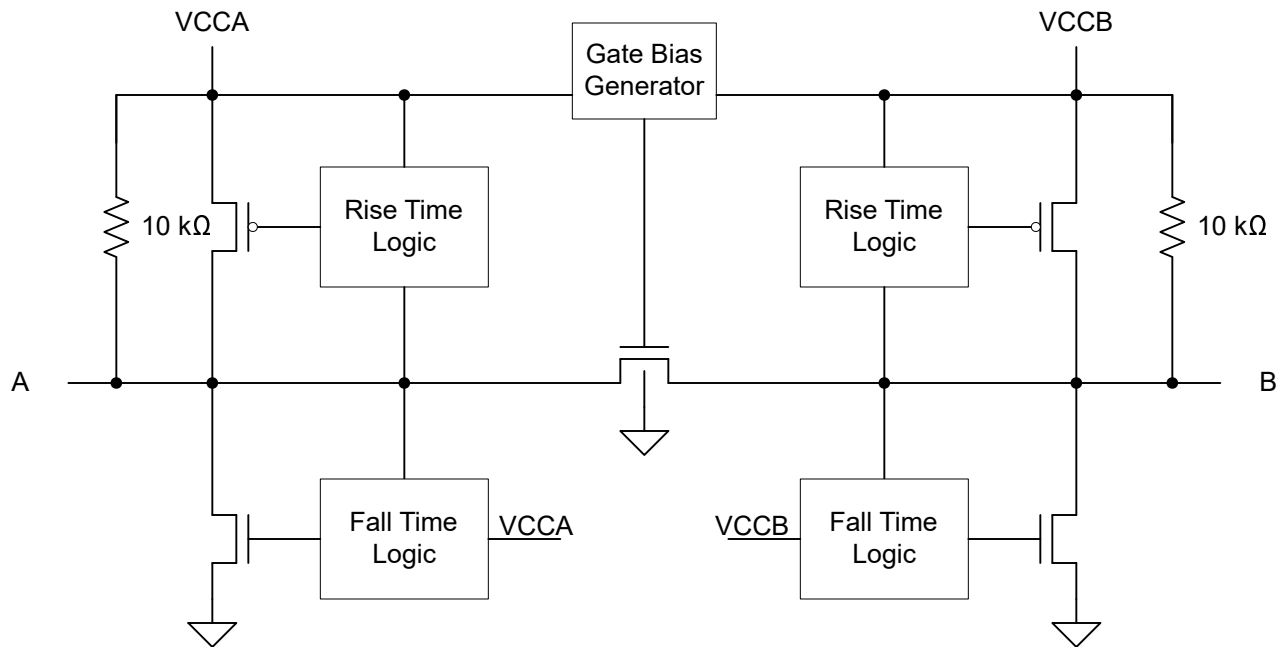 VCCA
VCCB
Gate Bias
Generator
Rise Time
Logic
Rise Time
Logic
10 kΩ
10 kΩ
A
B
Fall Time
Logic
VCCA
VCCB
Fall Time
Logic